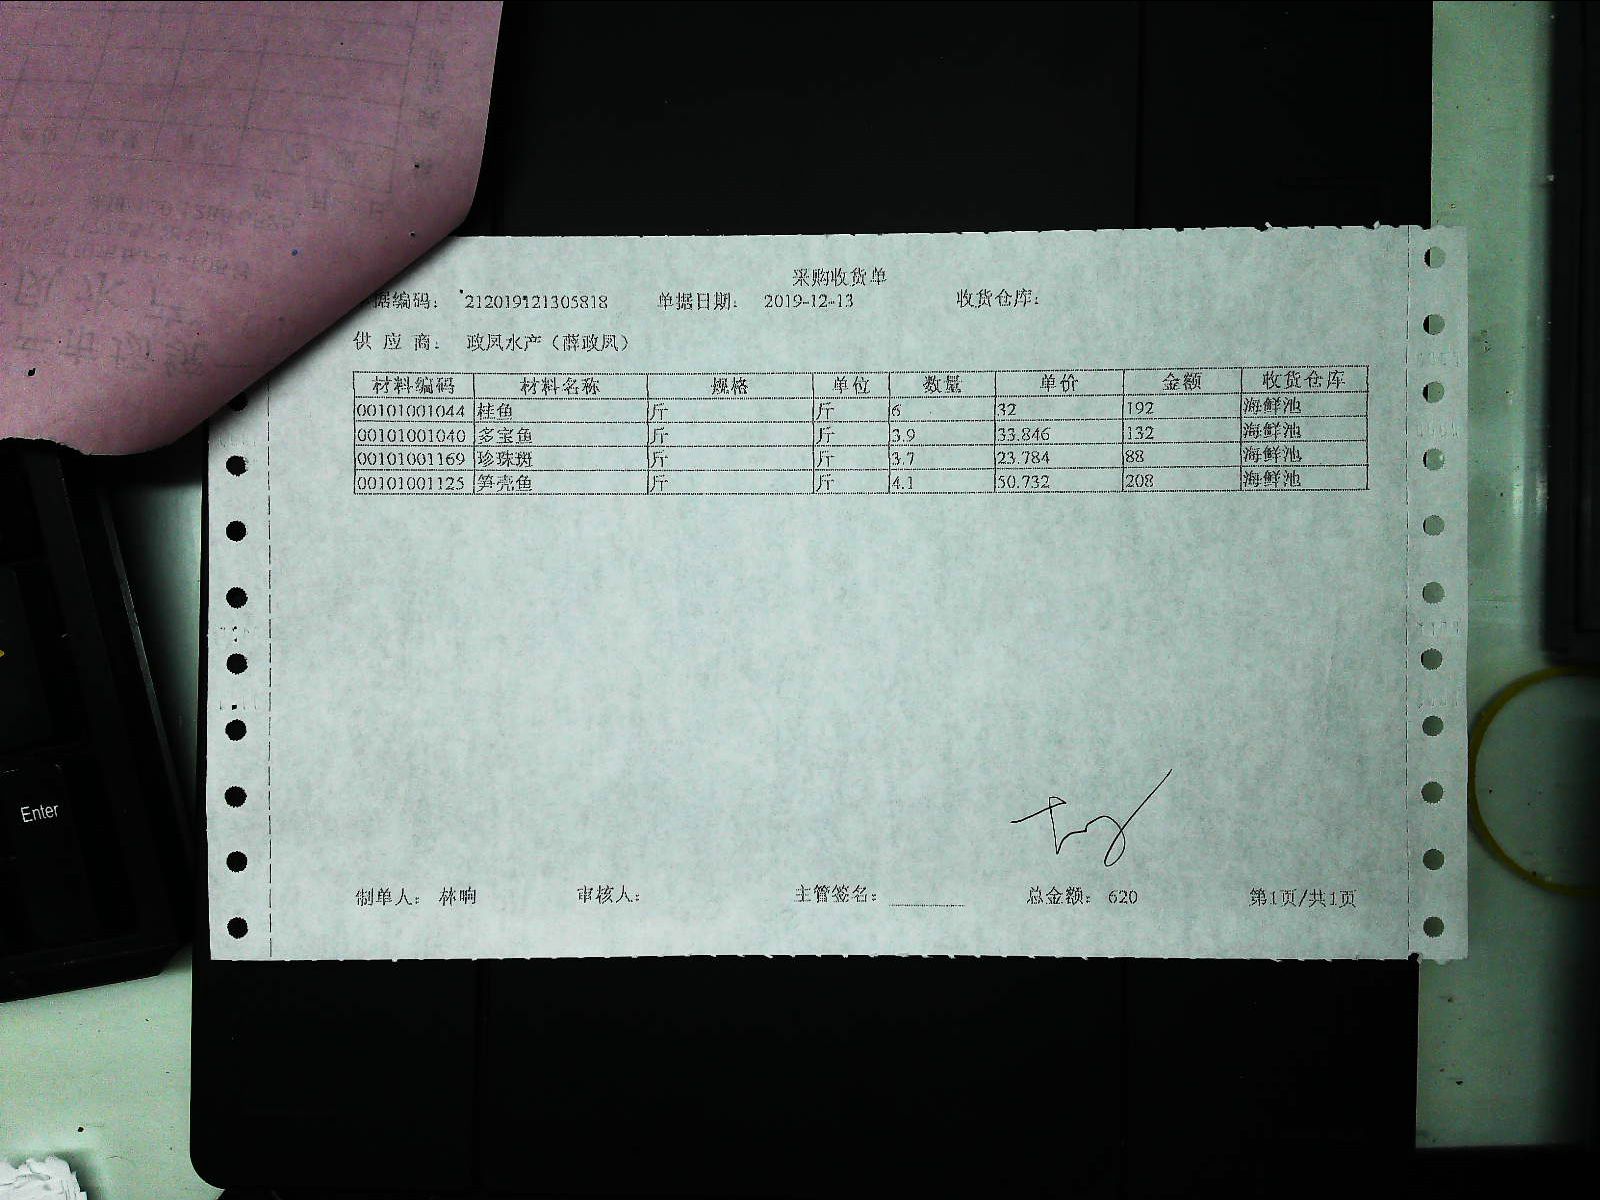 采购收货单
据编码： 212019121305818 单据日期： 2019-12-13 收货仓库：
供 应 商： 政凤水产（薛政凤）
材料编码 材料名称 规格 单位 数量 单价 金额 收货仓库
00101001044 桂鱼 斤 斤 6 32 192 海鲜池
00101001040 多宝鱼 斤 斤 3.9 33.846 132 海鲜池
00101001169 珍珠斑 斤 斤 3.7 23.784 88 海鲜池
00101001125 笋壳鱼 斤 斤 4.1 50.732 208 海鲜池
制单人： 林响 审核人： 主管签名： 总金额： 620 第1页/共1页
Enter